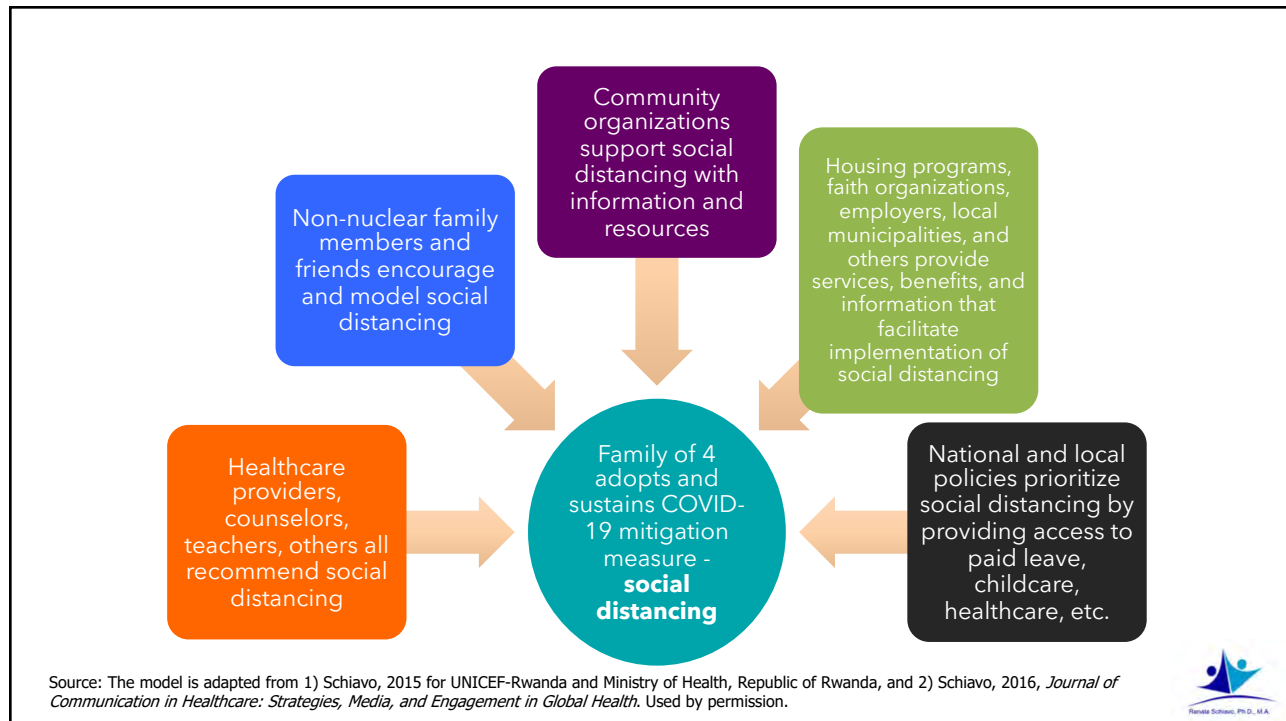 Community
organizations
support social
distancing with
information and
resources
Housing programs,
faith organizations,
employers, local
municipalities, and
others provide
services, benefits, and
information that
facilitate
implementation of
social distancing
Non-nuclear family
members and
friends encourage
and model social
distancing
Healthcare
providers,
counselors,
teachers, others all
recommend social
distancing
Family of 4
adopts and
sustains COVID-
19 mitigation
measure -
social
distancing
National and local
policies prioritize
social distancing by
providing access to
paid leave,
childcare,
healthcare, etc.
Source: The model is adapted from 1) Schiavo, 2015 for UNICEF-Rwanda and Ministry of Health, Republic of Rwanda, and 2) Schiavo, 2016, Journal of
Communication in Healthcare: Strategies, Media, and Engagement in Global Health. Used by permission.
Renata Schiavo, Ph.D., M.A.